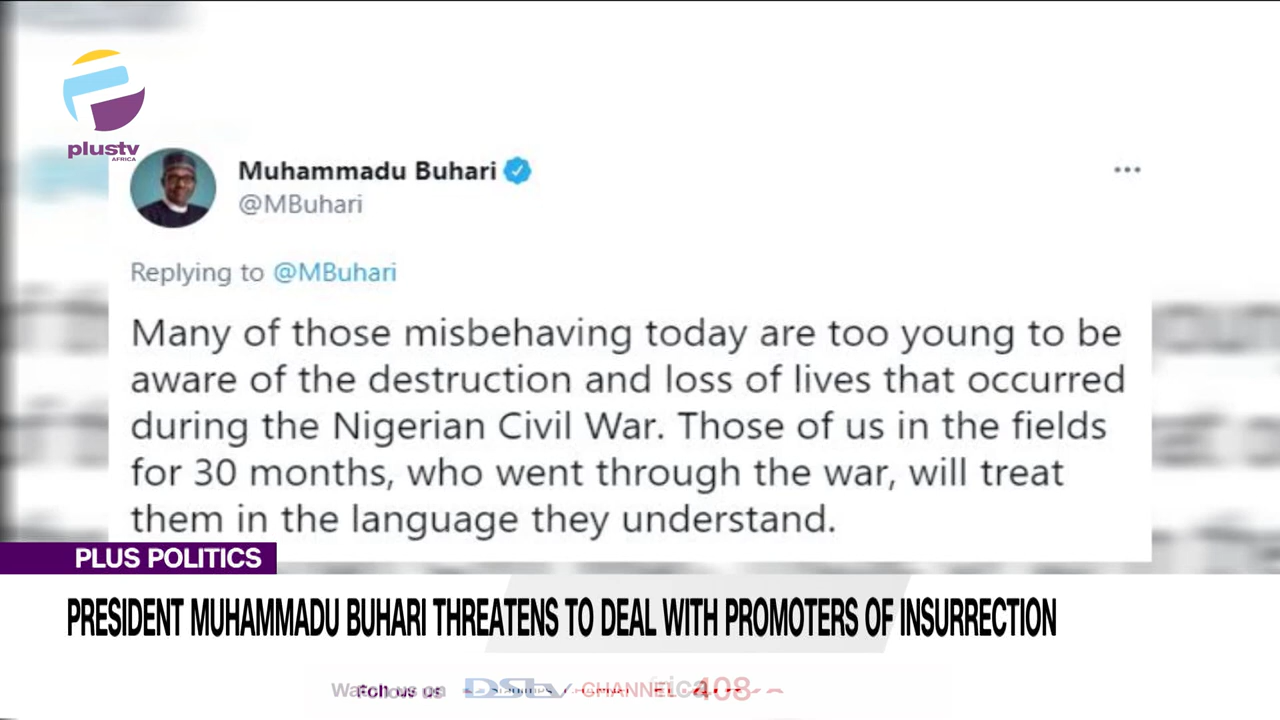 plustv
AFRICA
Muhammadu Buhari
@MBuhari
Replying to @MBuhari
Many of those misbehaving today are too young to be
aware of the destruction and loss of lives that occurred
during the Nigerian Civil War. Those of us in the fields
for 30 months, who went through the war, will treat
them in the language they understand.
PLUS POLITICS
PRESIDENT MUHAMMADU BUHARI THREATENS TO DEAL WITH PROMOTERS OF INSURRECTION
DStv CHANNEL 408